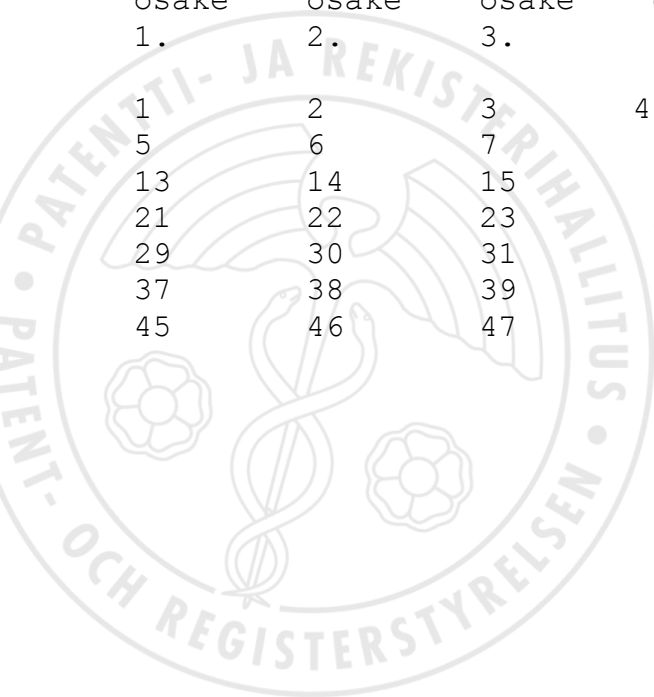 osake osake osake
1. 2. 3.
1 2 3 4
5 6 7
13 14 15
21 22 23
29 30 31
37 38 39
45 46 47
PATENTTI- JA REKISTERIHALLITUS
PATENT- OCH REGISTERSTYRELSEN